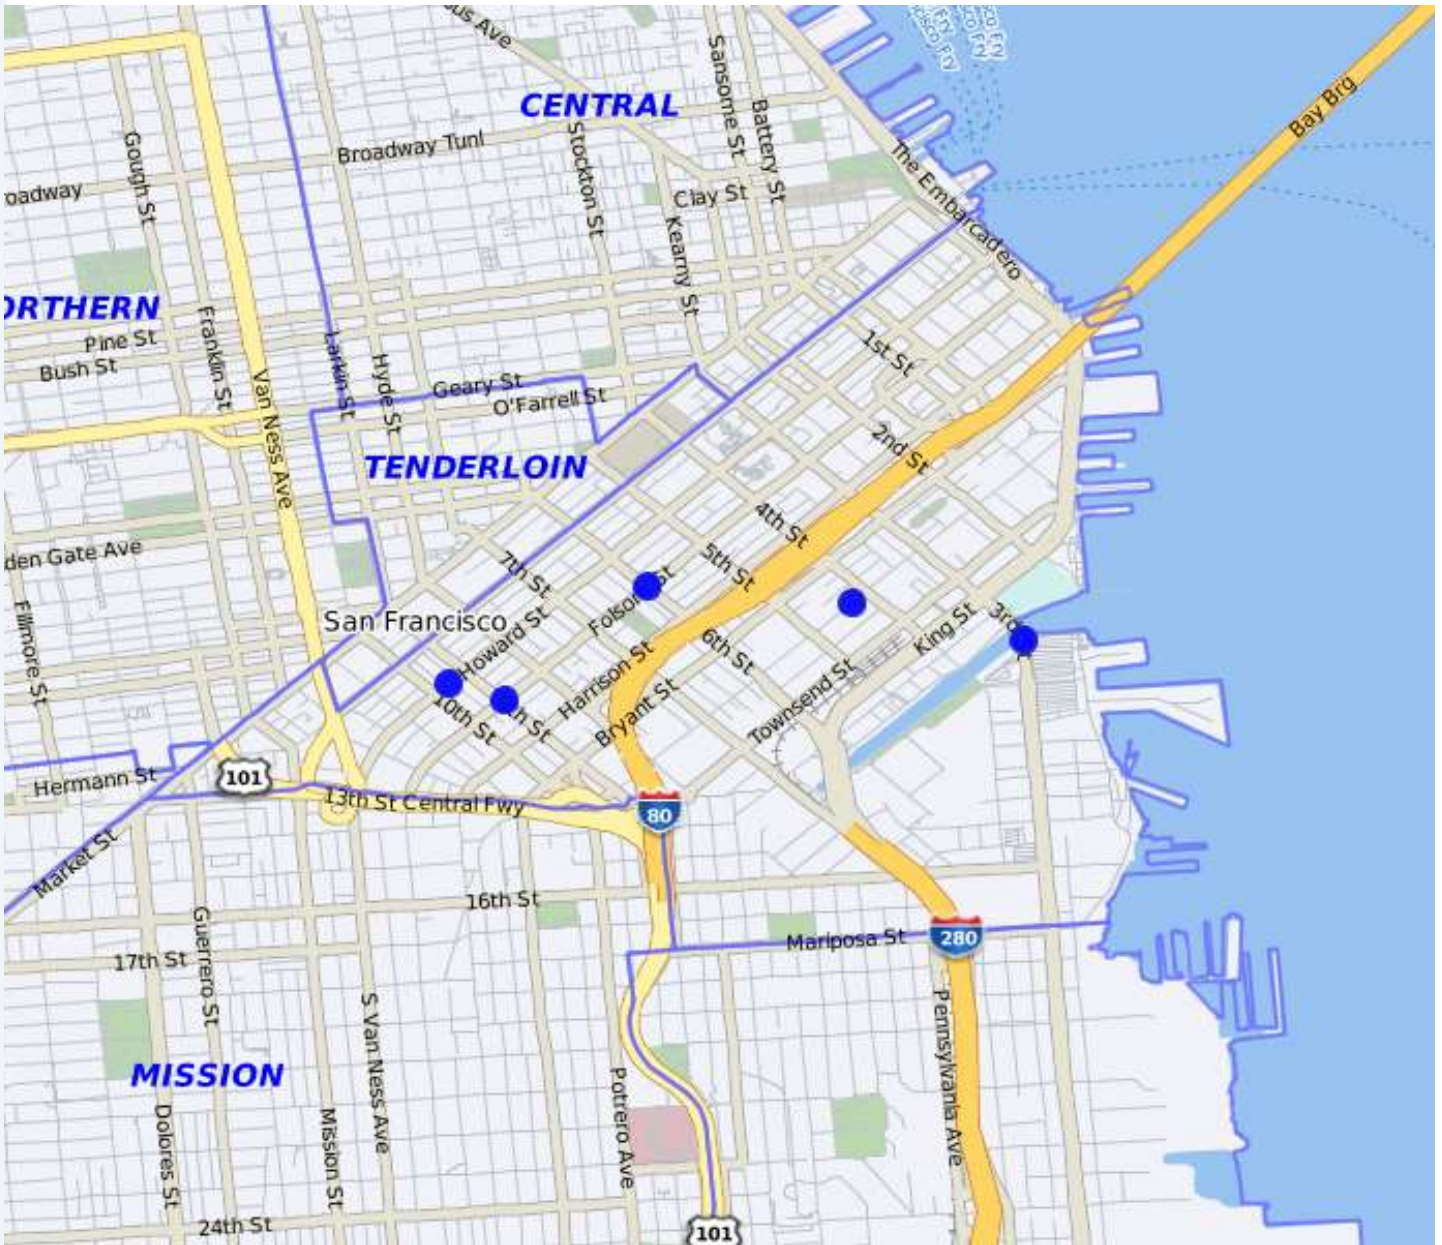 ous Ave
Sansome St
CENTRAL
Battery St
Bay Brg
Gough St
Broadway Tunl
Stockton St
The Embarcadero
roadway
Clay St
Kearny St
ORTHERN
Pine St
Franklin St
Larkin St
1st St
Bush St
Hyde St
Van Ness Ave
Geary St
O'Farrell St
2nd St
TENDERLOIN
4th St
den Gate Ave
7th St
5th St
Fillmore St
San Francisco
Howard St
6th St
King St
Harrison St
10th St
Bryant St
Townsend St
Hermann St
101
13th St Central Fwy
80
Market St
16th St
Guerrero St
17th St
Mariposa St
280
S Van Ness Ave
Pennsylvania Ave
MISSION
Potrero Ave
Dolores St
Mission St
24th St
101